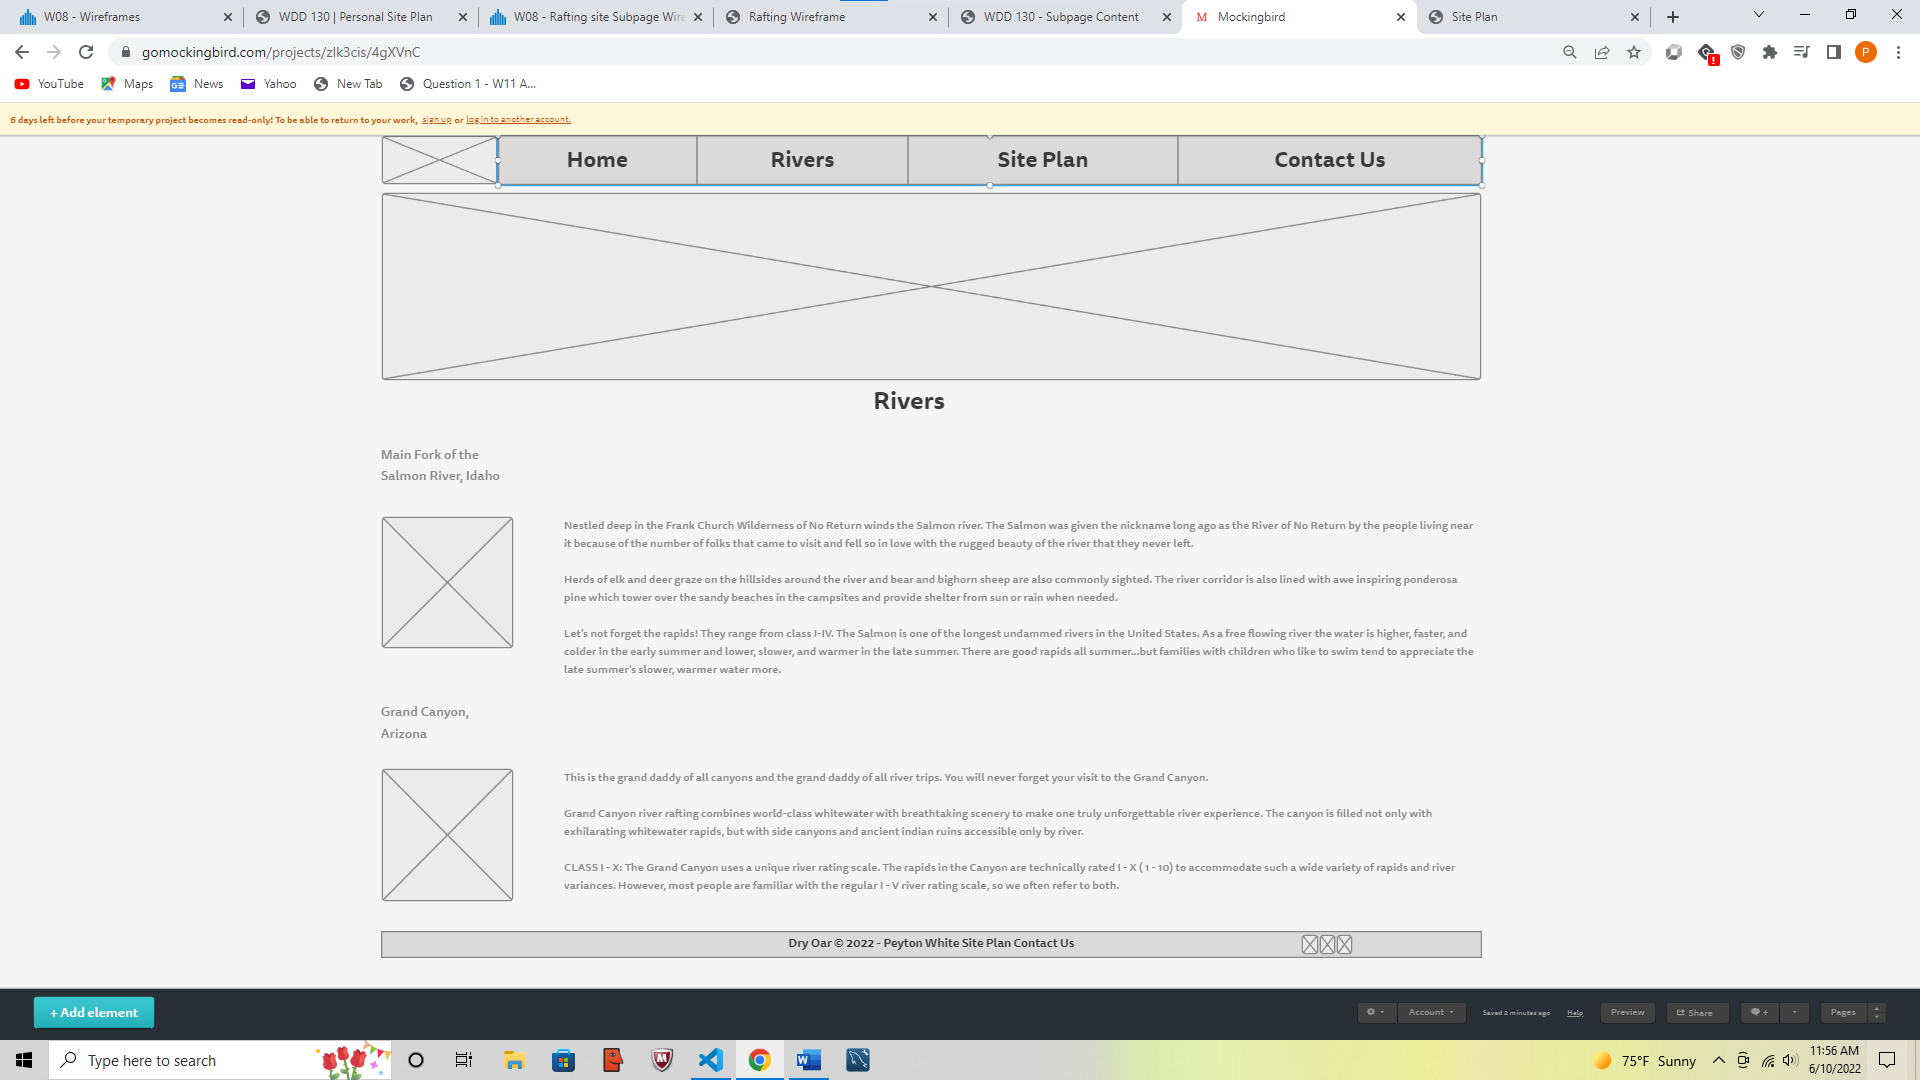 W08 - Wireframes
WDD 130 | Personal Site Plan
W08 - Rafting site Subpage Wire
Rafting Wireframe
WDD 130 - Subpage Content
M Mockingbird
Site Plan
gomockingbird.com/projects/zlk3cis/4gXVnC
P
YouTube
Maps
News
Yahoo
New Tab
Question 1 - W11 A...
6 days left before your temporary project becomes read-only! To be able to return to your work, sign up or log in to another account.
Home
Rivers
Site Plan
Contact Us
Rivers
Main Fork of the
Salmon River, Idaho
Nestled deep in the Frank Church Wilderness of No Return winds the Salmon river. The Salmon was given the nickname long ago as the River of No Return by the people living near
it because of the number of folks that came to visit and fell so in love with the rugged beauty of the river that they never left.
Herds of elk and deer graze on the hillsides around the river and bear and bighorn sheep are also commonly sighted. The river corridor is also lined with awe inspiring ponderosa
pine which tower over the sandy beaches in the campsites and provide shelter from sun or rain when needed.
Let's not forget the rapids! They range from class I-IV. The Salmon is one of the longest undammed rivers in the United States. As a free flowing river the water is higher, faster, and
colder in the early summer and lower, slower, and warmer in the late summer. There are good rapids all summer...but families with children who like to swim tend to appreciate the
late summer's slower, warmer water more.
Grand Canyon,
Arizona
This is the grand daddy of all canyons and the grand daddy of all river trips. You will never forget your visit to the Grand Canyon.
Grand Canyon river rafting combines world-class whitewater with breathtaking scenery to make one truly unforgettable river experience. The canyon is filled not only with
exhilarating whitewater rapids, but with side canyons and ancient indian ruins accessible only by river.
CLASS I - X: The Grand Canyon uses a unique river rating scale. The rapids in the Canyon are technically rated I - X (1 - 10) to accommodate such a wide variety of rapids and river
variances. However, most people are familiar with the regular I - V river rating scale, so we often refer to both.
Dry Oar © 2022 - Peyton White Site Plan Contact Us
+ Add element
Account
Saved 2 minutes ago
Help
Preview
Share
Pages
Type here to search
75°F Sunny
11:56 AM
6/10/2022